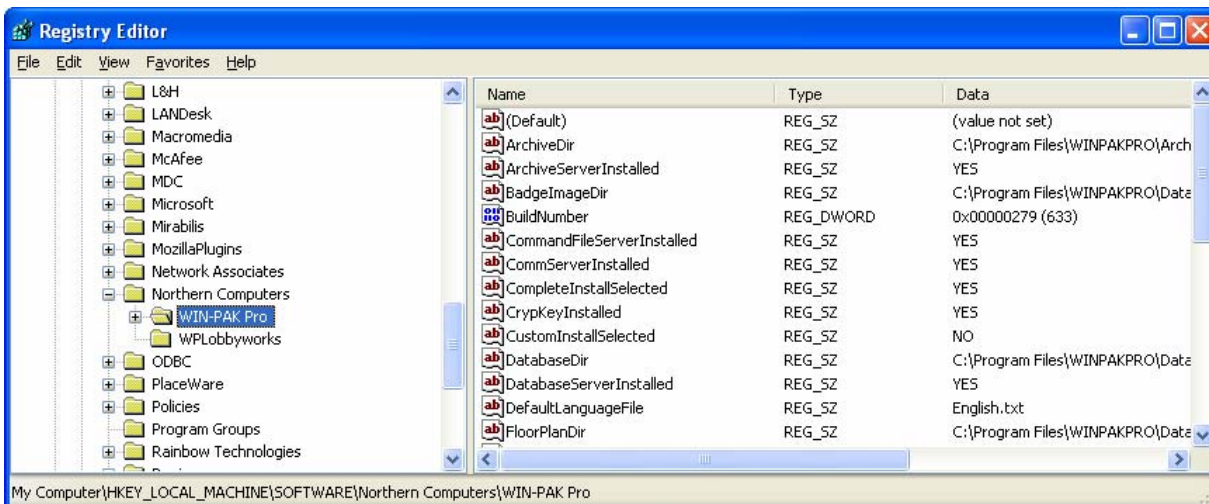 Registry Editor
File Edit View Favorites Help
L&H
LANDesk
Macromedia
McAfee
MDC
Microsoft
Mirabilis
MozillaPlugins
Network Associates
Northern Computers
WIN-PAK Pro
WPLobbyworks
ODBC
PlaceWare
Policies
Program Groups
Rainbow Technologies
Name Type Data
(Default) REG_SZ (value not set)
ArchiveDir REG_SZ C:\Program Files\WINPAKPRO\Arch
ArchiveServerInstalled REG_SZ YES
BadgeImageDir REG_SZ C:\Program Files\WINPAKPRO\Data
BuildNumber REG_DWORD 0x00000279 (633)
CommandFileServerInstalled REG_SZ YES
CommServerInstalled REG_SZ YES
CompleteInstallSelected REG_SZ YES
CrypKeyInstalled REG_SZ YES
CustomInstallSelected REG_SZ NO
DatabaseDir REG_SZ C:\Program Files\WINPAKPRO\Data
DatabaseServerInstalled REG_SZ YES
DefaultLanguageFile REG_SZ English.txt
FloorPlanDir REG_SZ C:\Program Files\WINPAKPRO\Data
My Computer\HKEY_LOCAL_MACHINE\SOFTWARE\Northern Computers\WIN-PAK Pro